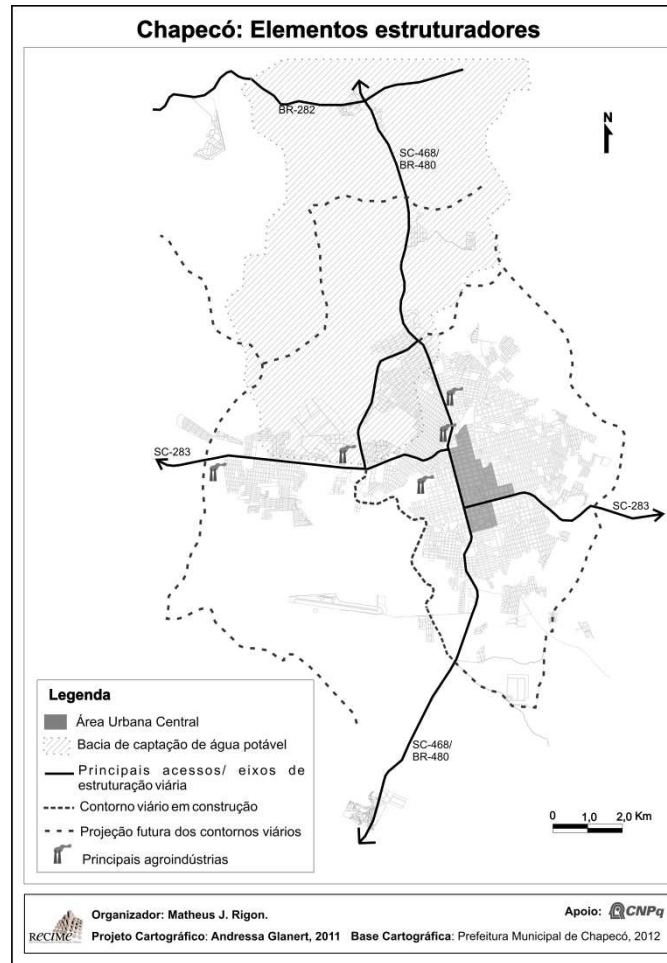 Chapecó: Elementos estruturadores
BR-282
N
SC-468/
BR-480
SC-283
SC-283
SC-468/
BR-480
Legenda
Área Urbana Central
Bacia de captação de água potável
Principais acessos/ eixos de
estruturação viária
Contorno viário em construção
Projeção futura dos contornos viários
Principais agroindústrias
0 1,0 2,0 Km
ReCiMe
Organizador: Matheus J. Rigon.
Apoio: CNPq
Projeto Cartográfico: Andressa Glanert, 2011 Base Cartográfica: Prefeitura Municipal de Chapecó, 2012